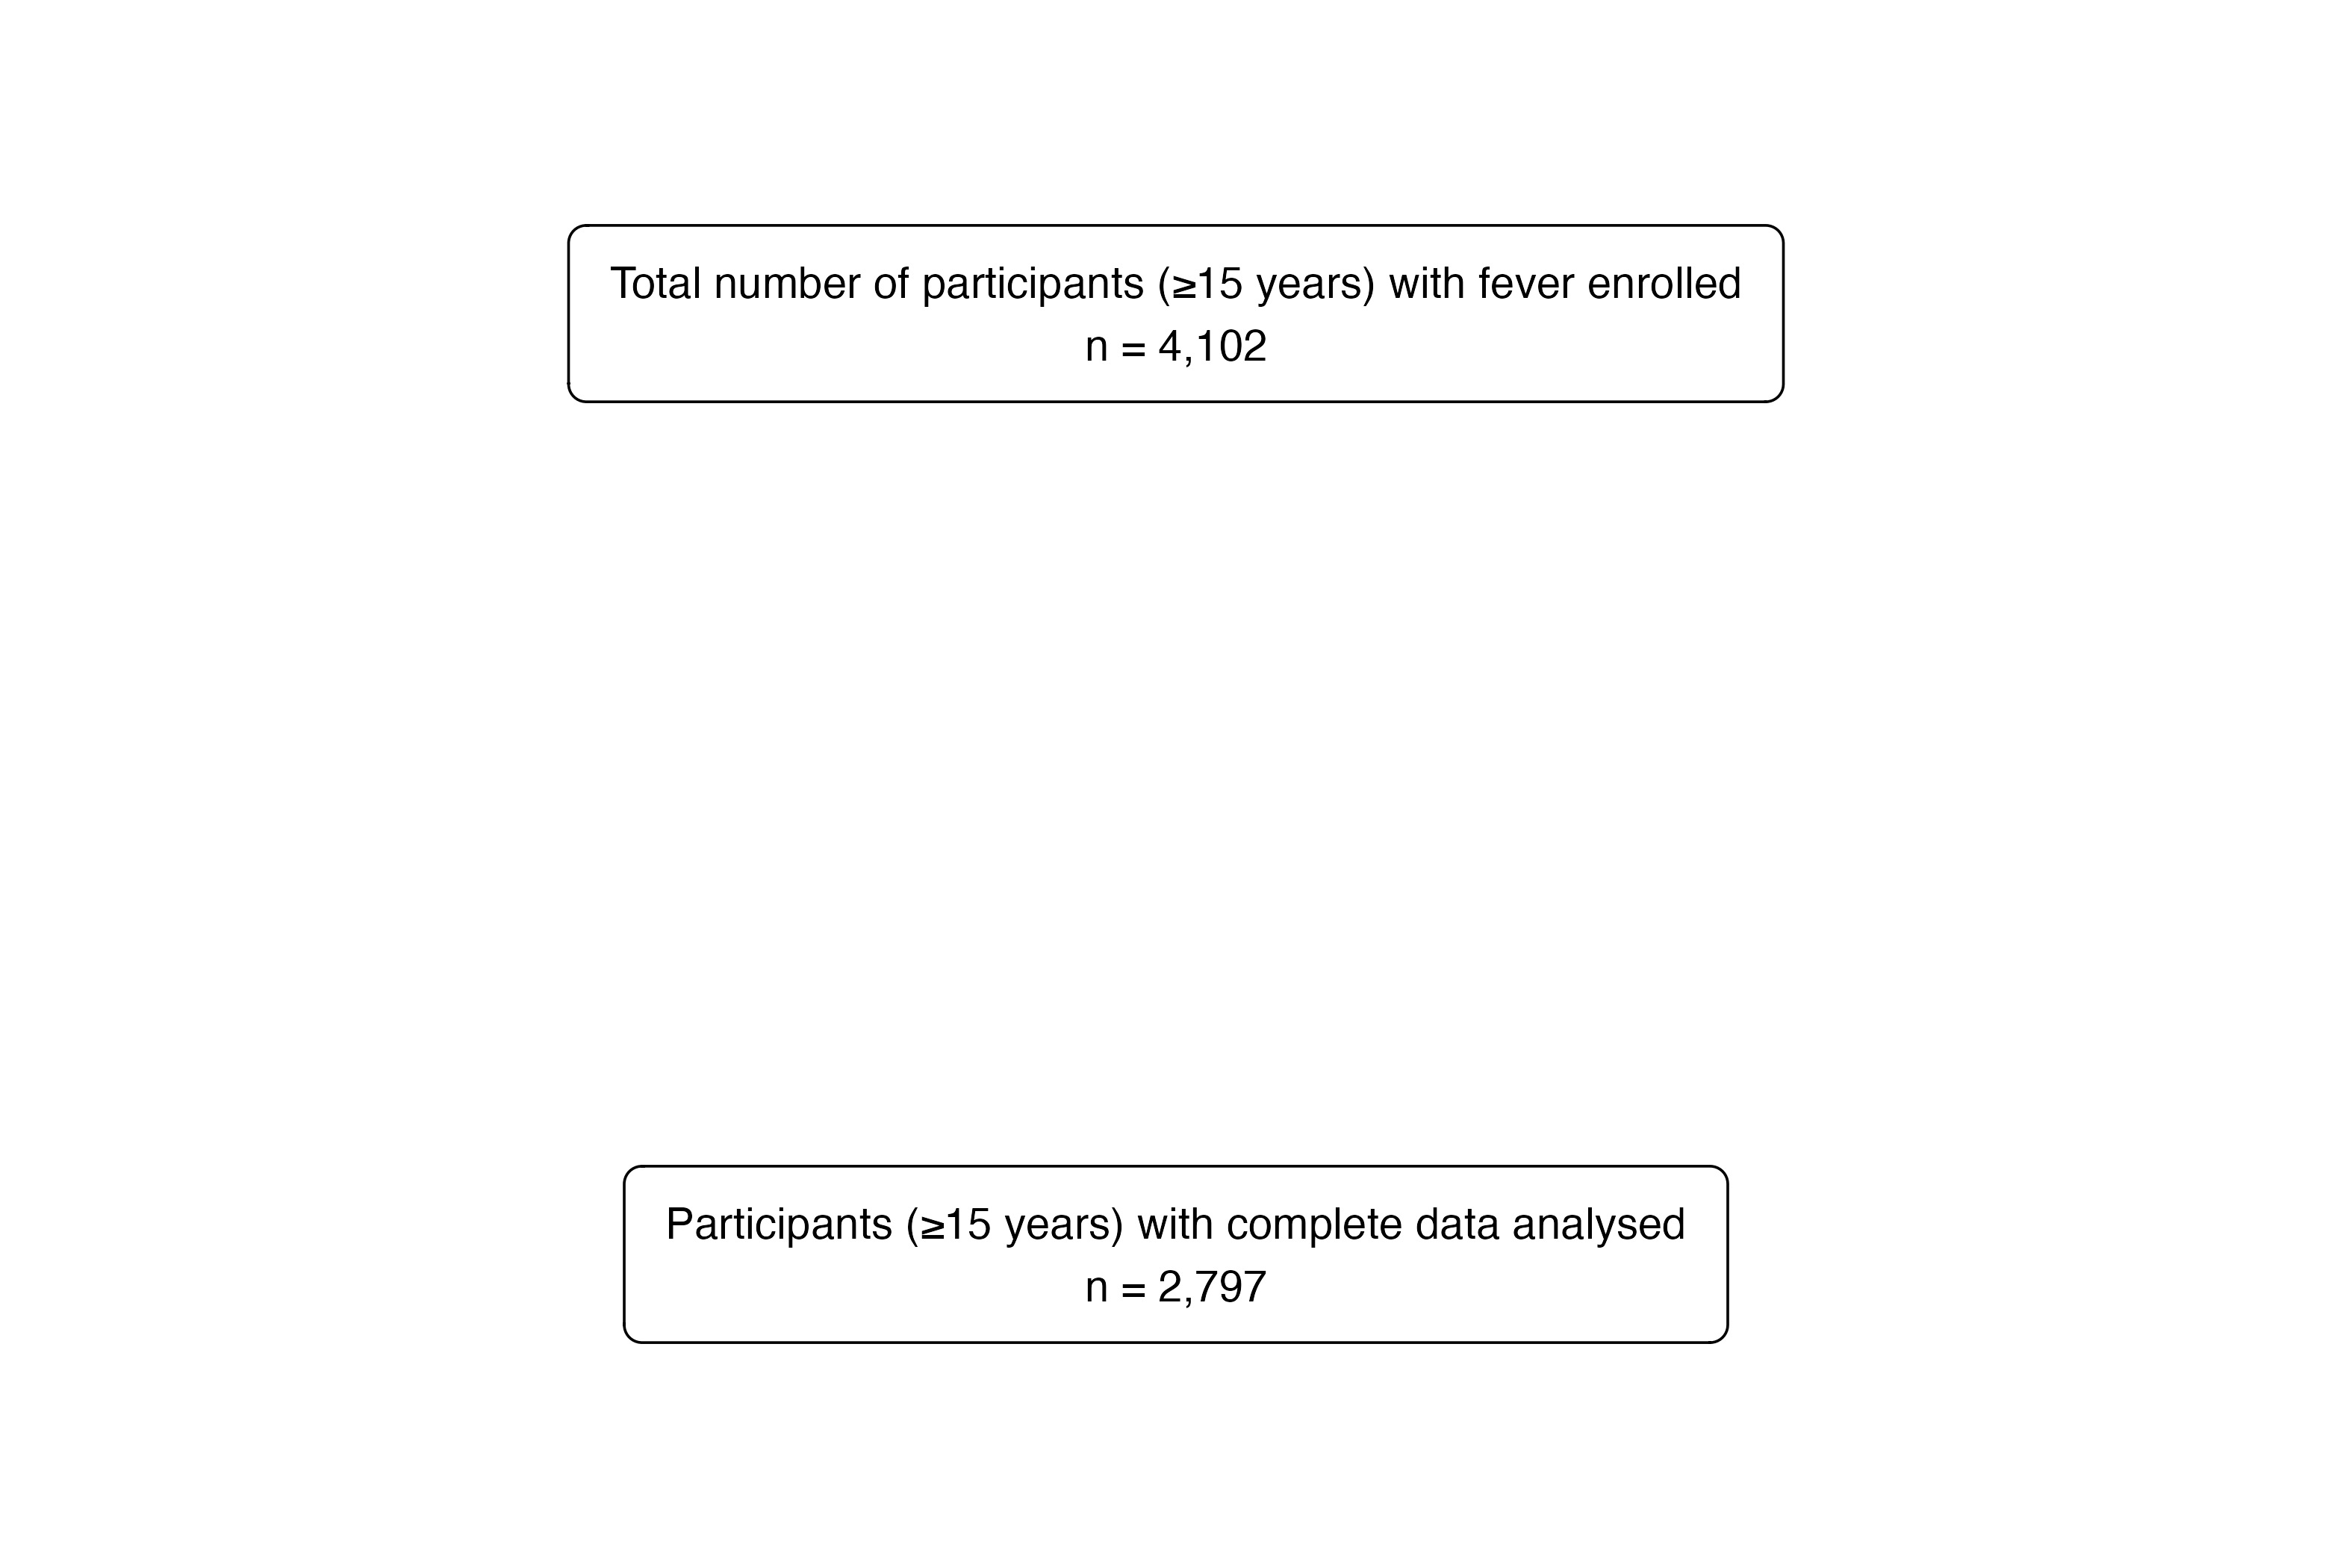 Total number of participants (≥15 years) with fever enrolled
n = 4,102
Participants (≥15 years) with complete data analysed
n = 2,797